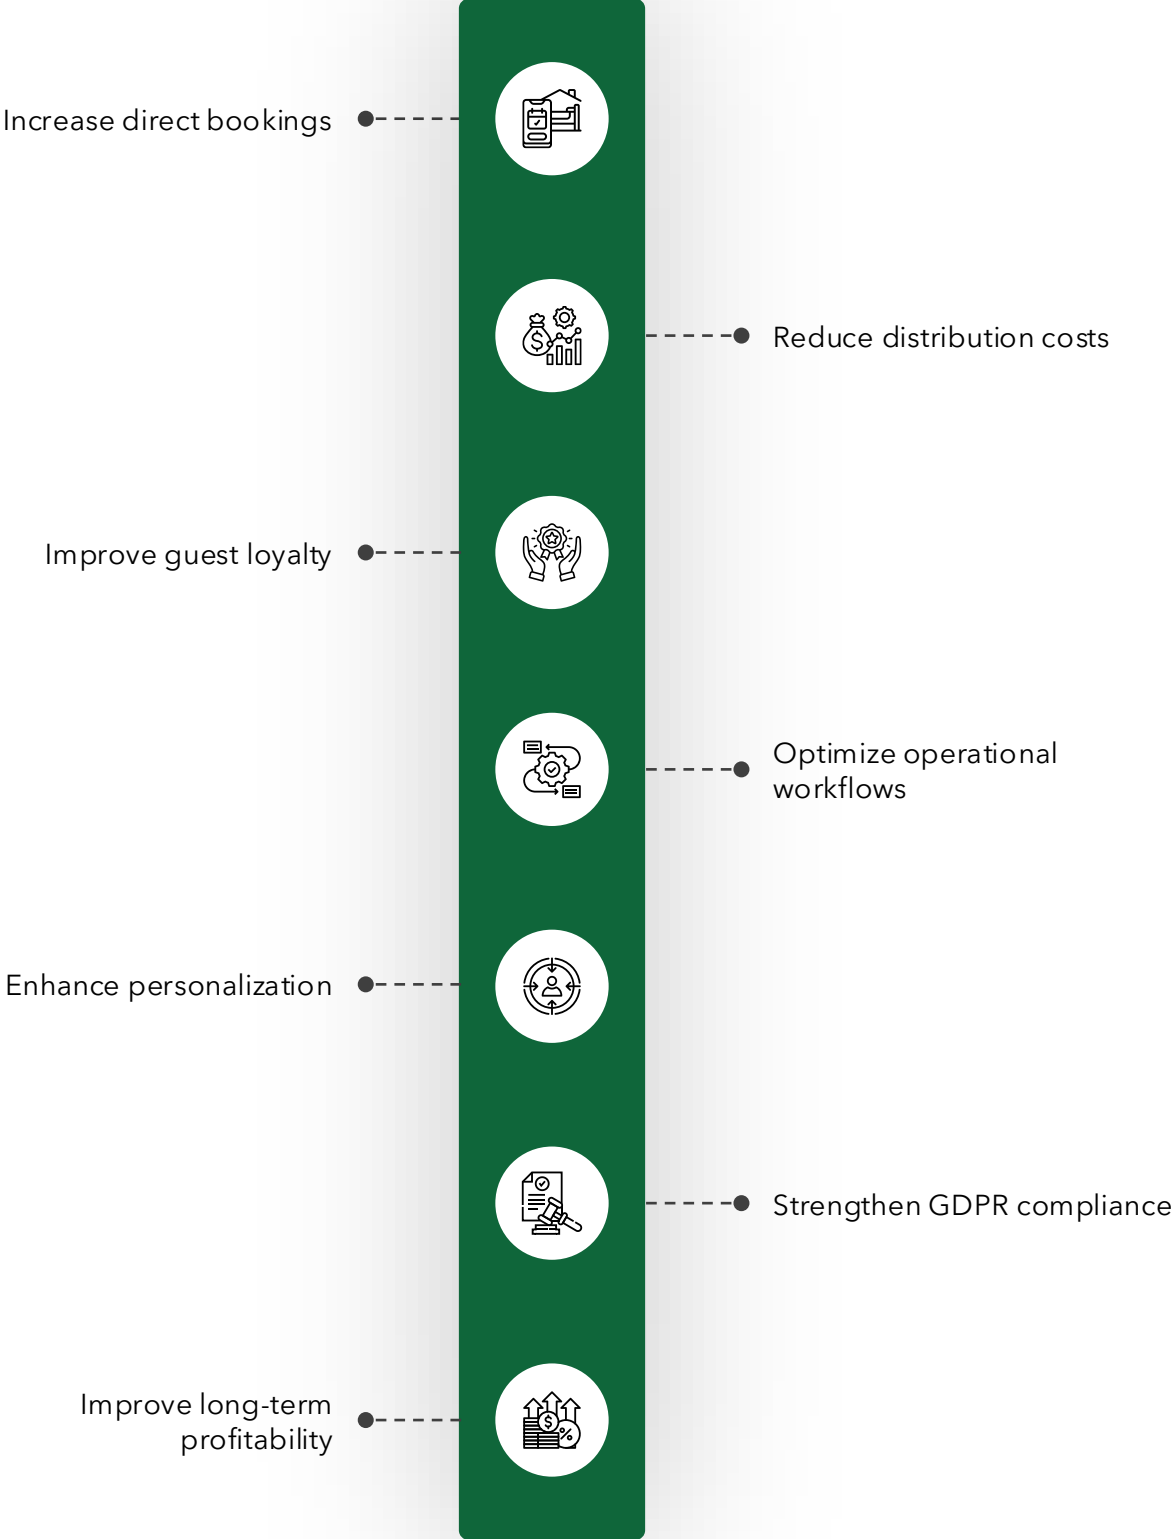 Increase direct bookings
Reduce distribution costs
Improve guest loyalty
Optimize operational
workflows
Enhance personalization
Strengthen GDPR compliance
Improve long-term
profitability